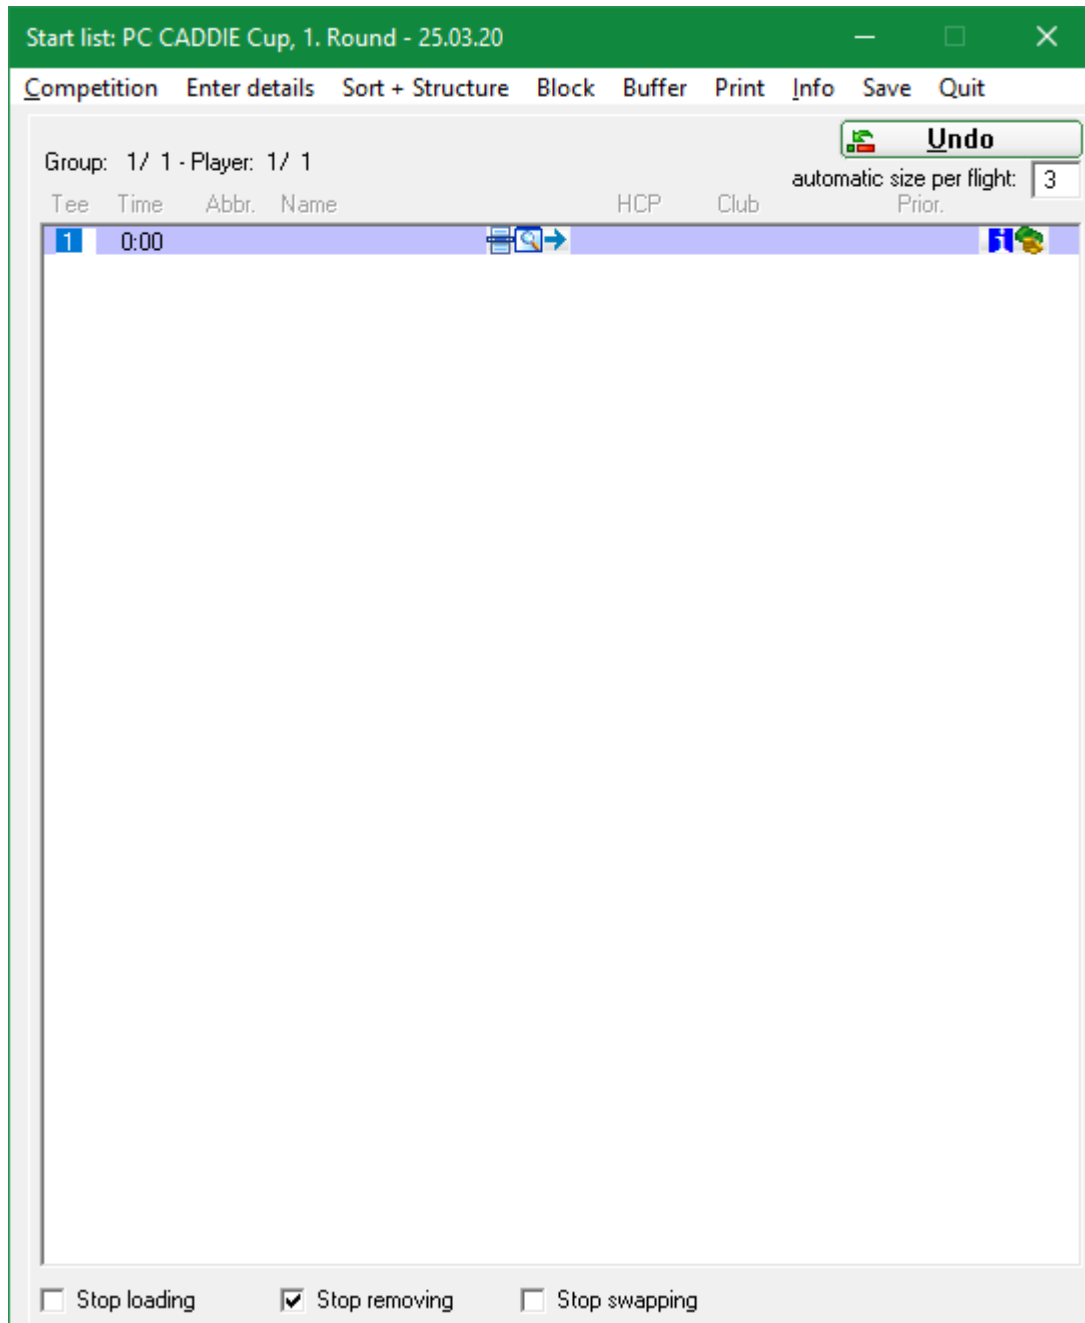 Start list: PC CADDIE Cup, 1. Round - 25.03.20
Competition Enter details Sort + Structure Block Buffer Print Info Save Quit
Undo
Group: 1/ 1 - Player: 1/ 1
automatic size per flight: 3
Tee Time Abbr. Name HCP Club Prior.
1 0:00
Stop loading Stop removing Stop swapping